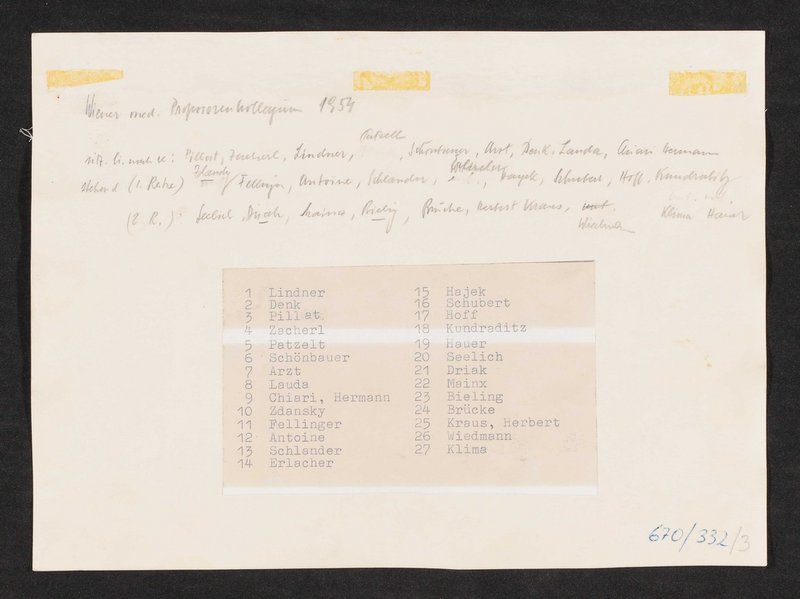 Wiener med. Professorenkollegium 1954
Patzelt
sitz. li. nach re: Pillat, Zacherl, Lindner, Schönbauer, Arzt, Denk, Lauda, Chiari Hermann
stehend (1. Reihe) Zdansky Fellinger, Antoine, Schlander, Hayek, Schubert, Hoff, Kundratitz
(2. R.): Seelich, Driak, Mainx, Bieling, Brücke, Herbert Kraus, Wiedmann Klima Hauer
1 Lindner
2 Denk
3 Pillat
4 Zacherl
5 Patzelt
6 Schönbauer
7 Arzt
8 Lauda
9 Chiari, Hermann
10 Zdansky
11 Fellinger
12 Antoine
13 Schlander
14 Erlacher
15 Hajek
16 Schubert
17 Hoff
18 Kundraditz
19 Hauer
20 Seelich
21 Driak
22 Mainx
23 Bieling
24 Brücke
25 Kraus, Herbert
26 Wiedmann
27 Klima
670/332/3